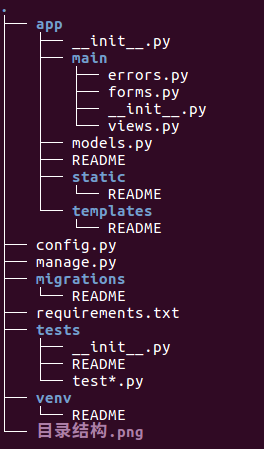 .
├── app
│   ├── __init__.py
│   ├── main
│   │   ├── errors.py
│   │   ├── forms.py
│   │   ├── __init__.py
│   │   └── views.py
│   ├── models.py
│   ├── README
│   ├── static
│   │   └── README
│   └── templates
│       └── README
├── config.py
├── manage.py
├── migrations
│   └── README
├── requirements.txt
├── tests
│   ├── __init__.py
│   ├── README
│   └── test*.py
├── venv
│   └── README
└── 目录结构.png